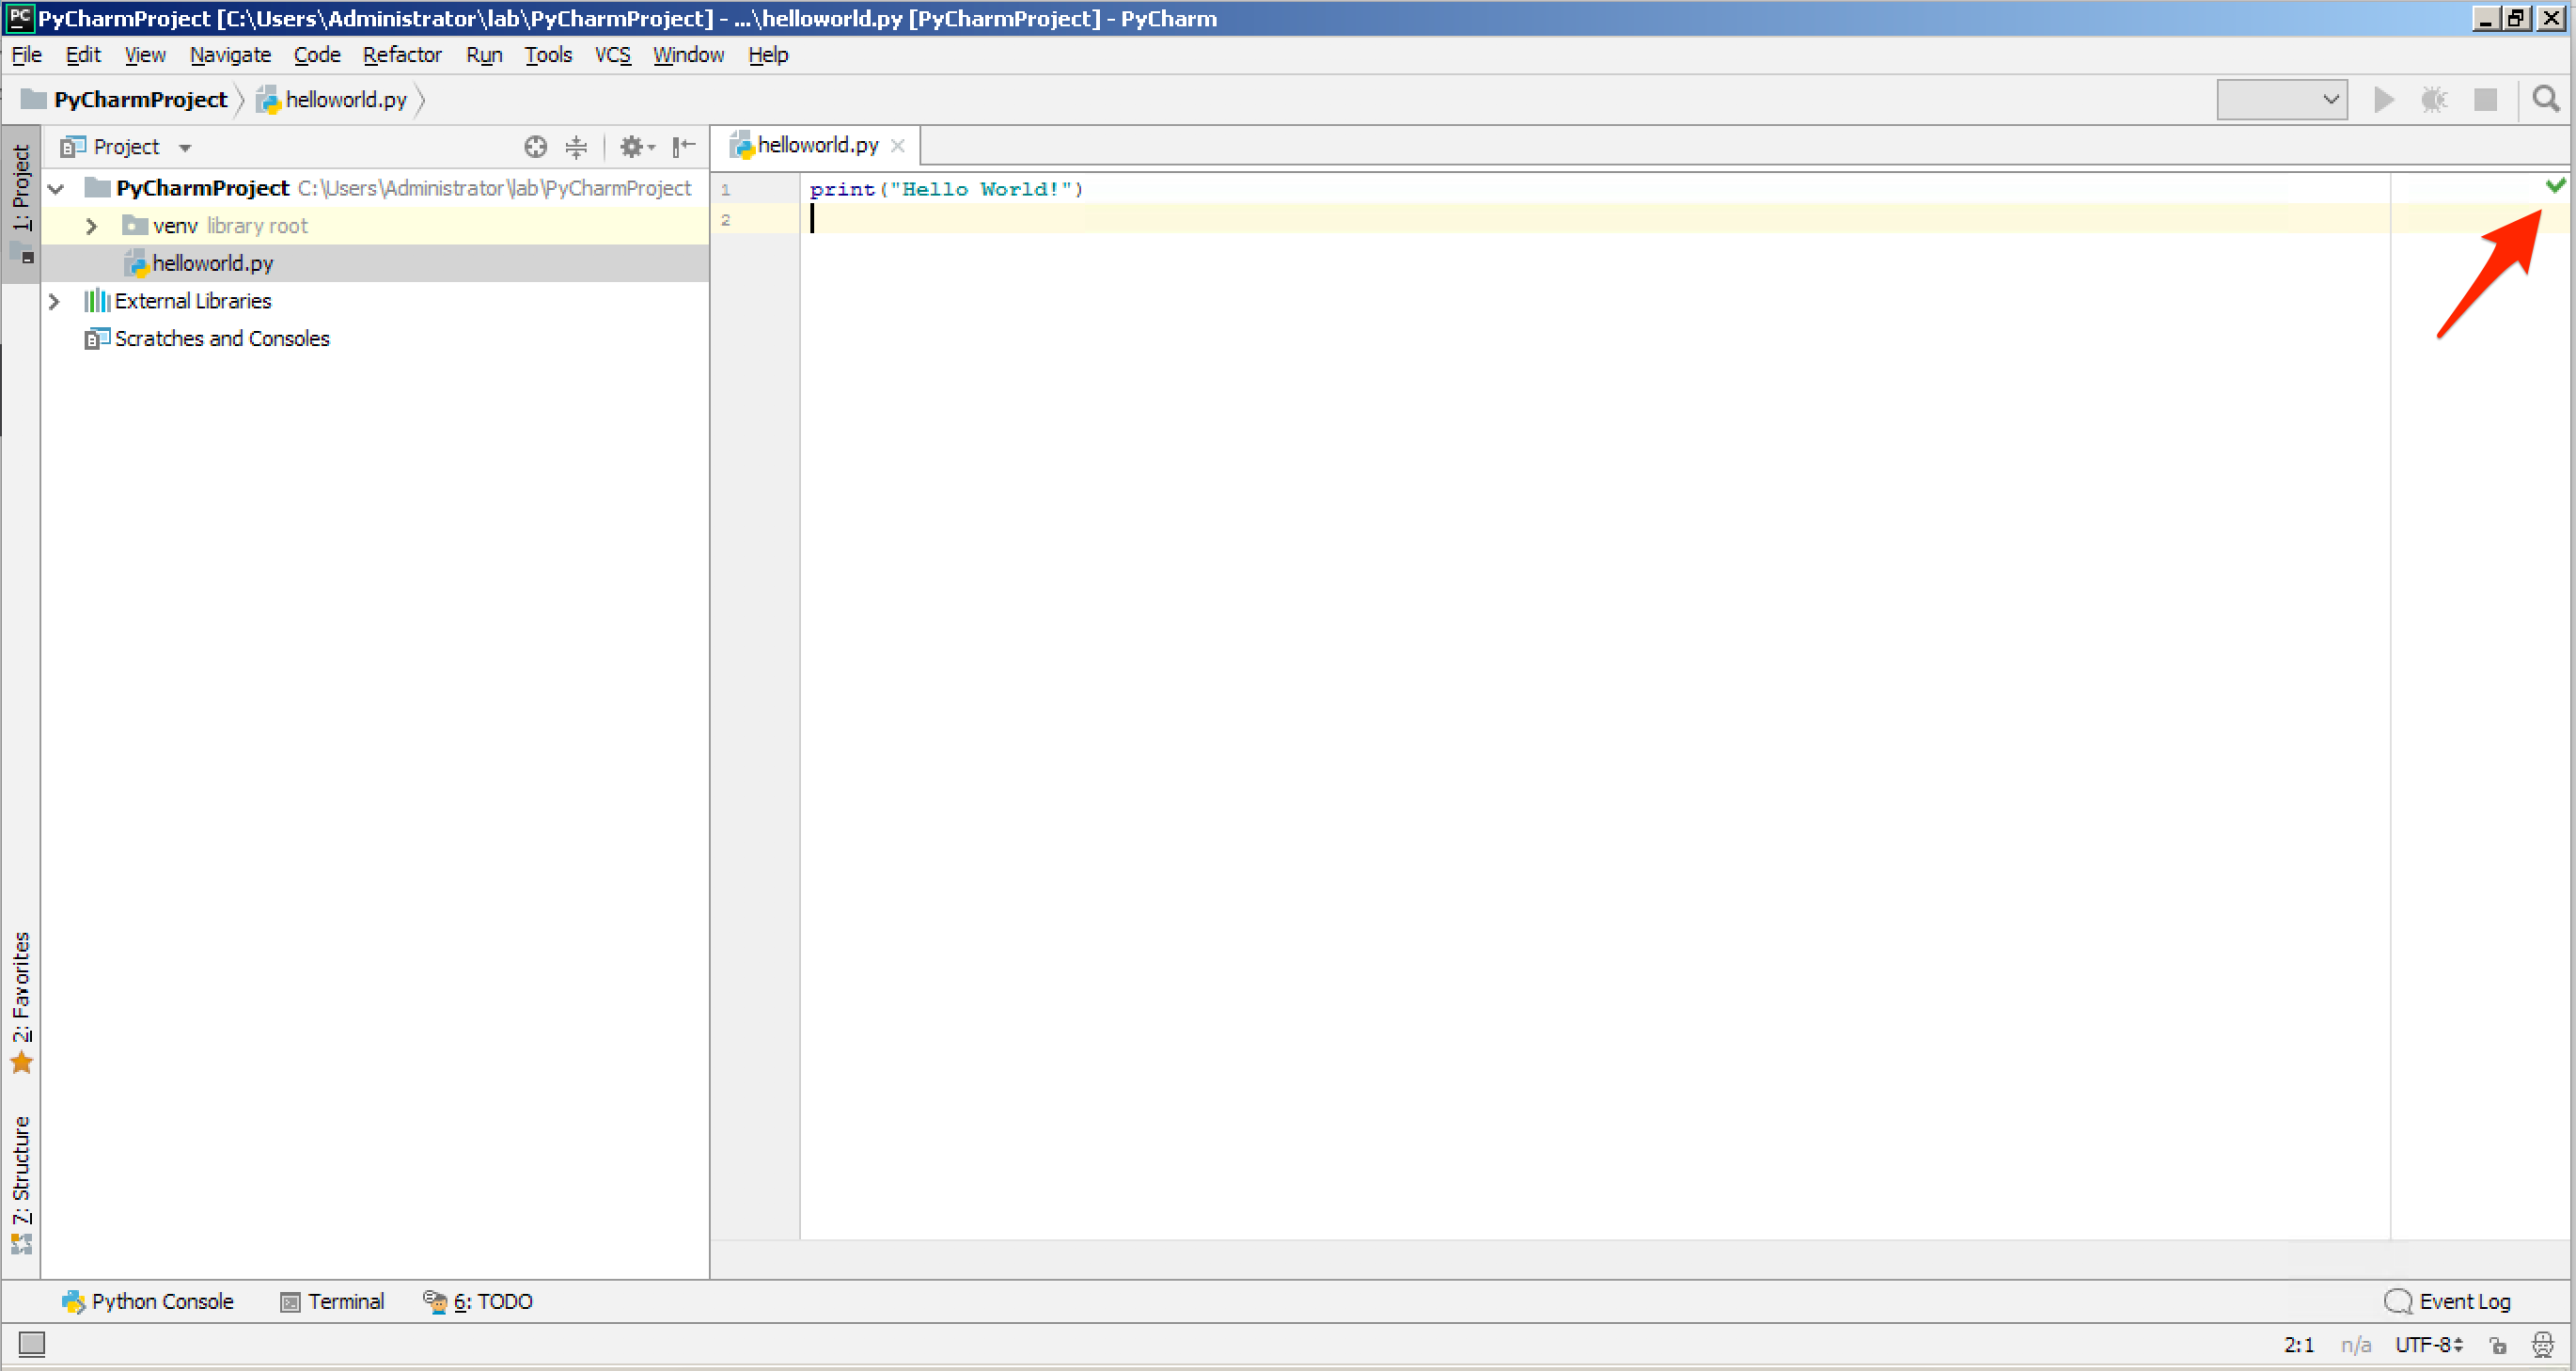 PC PyCharmProject [C:\Users\Administrator\lab\PyCharmProject] - ...\helloworld.py [PyCharmProject] - PyCharm
File Edit View Navigate Code Refactor Run Tools VCS Window Help
PyCharmProject helloworld.py
1: Project
Project
helloworld.py
PyCharmProject C:\Users\Administrator\lab\PyCharmProject
venv library root
helloworld.py
External Libraries
Scratches and Consoles
1 print("Hello World!")
2
2: Favorites
7: Structure
Python Console Terminal 6: TODO Event Log
2:1 n/a UTF-8